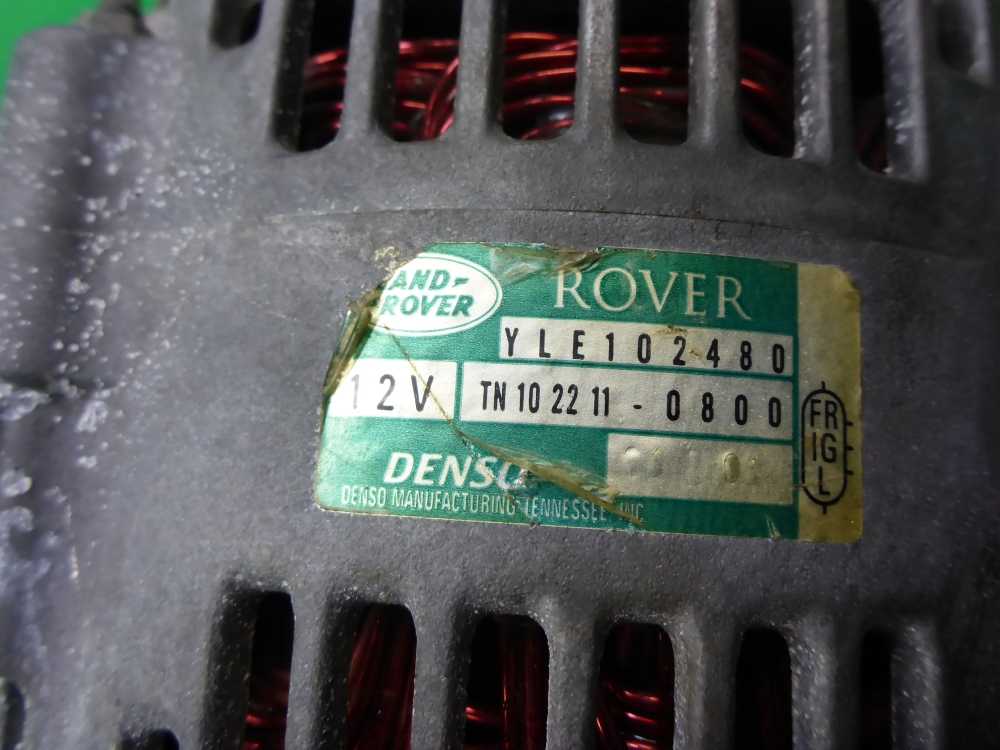 LAND-
ROVER
ROVER
YLE102480
12V
TN 10 22 11 - 0800
DENSO
DENSO MANUFACTURING TENNESSEE, INC.
FR
IG
L